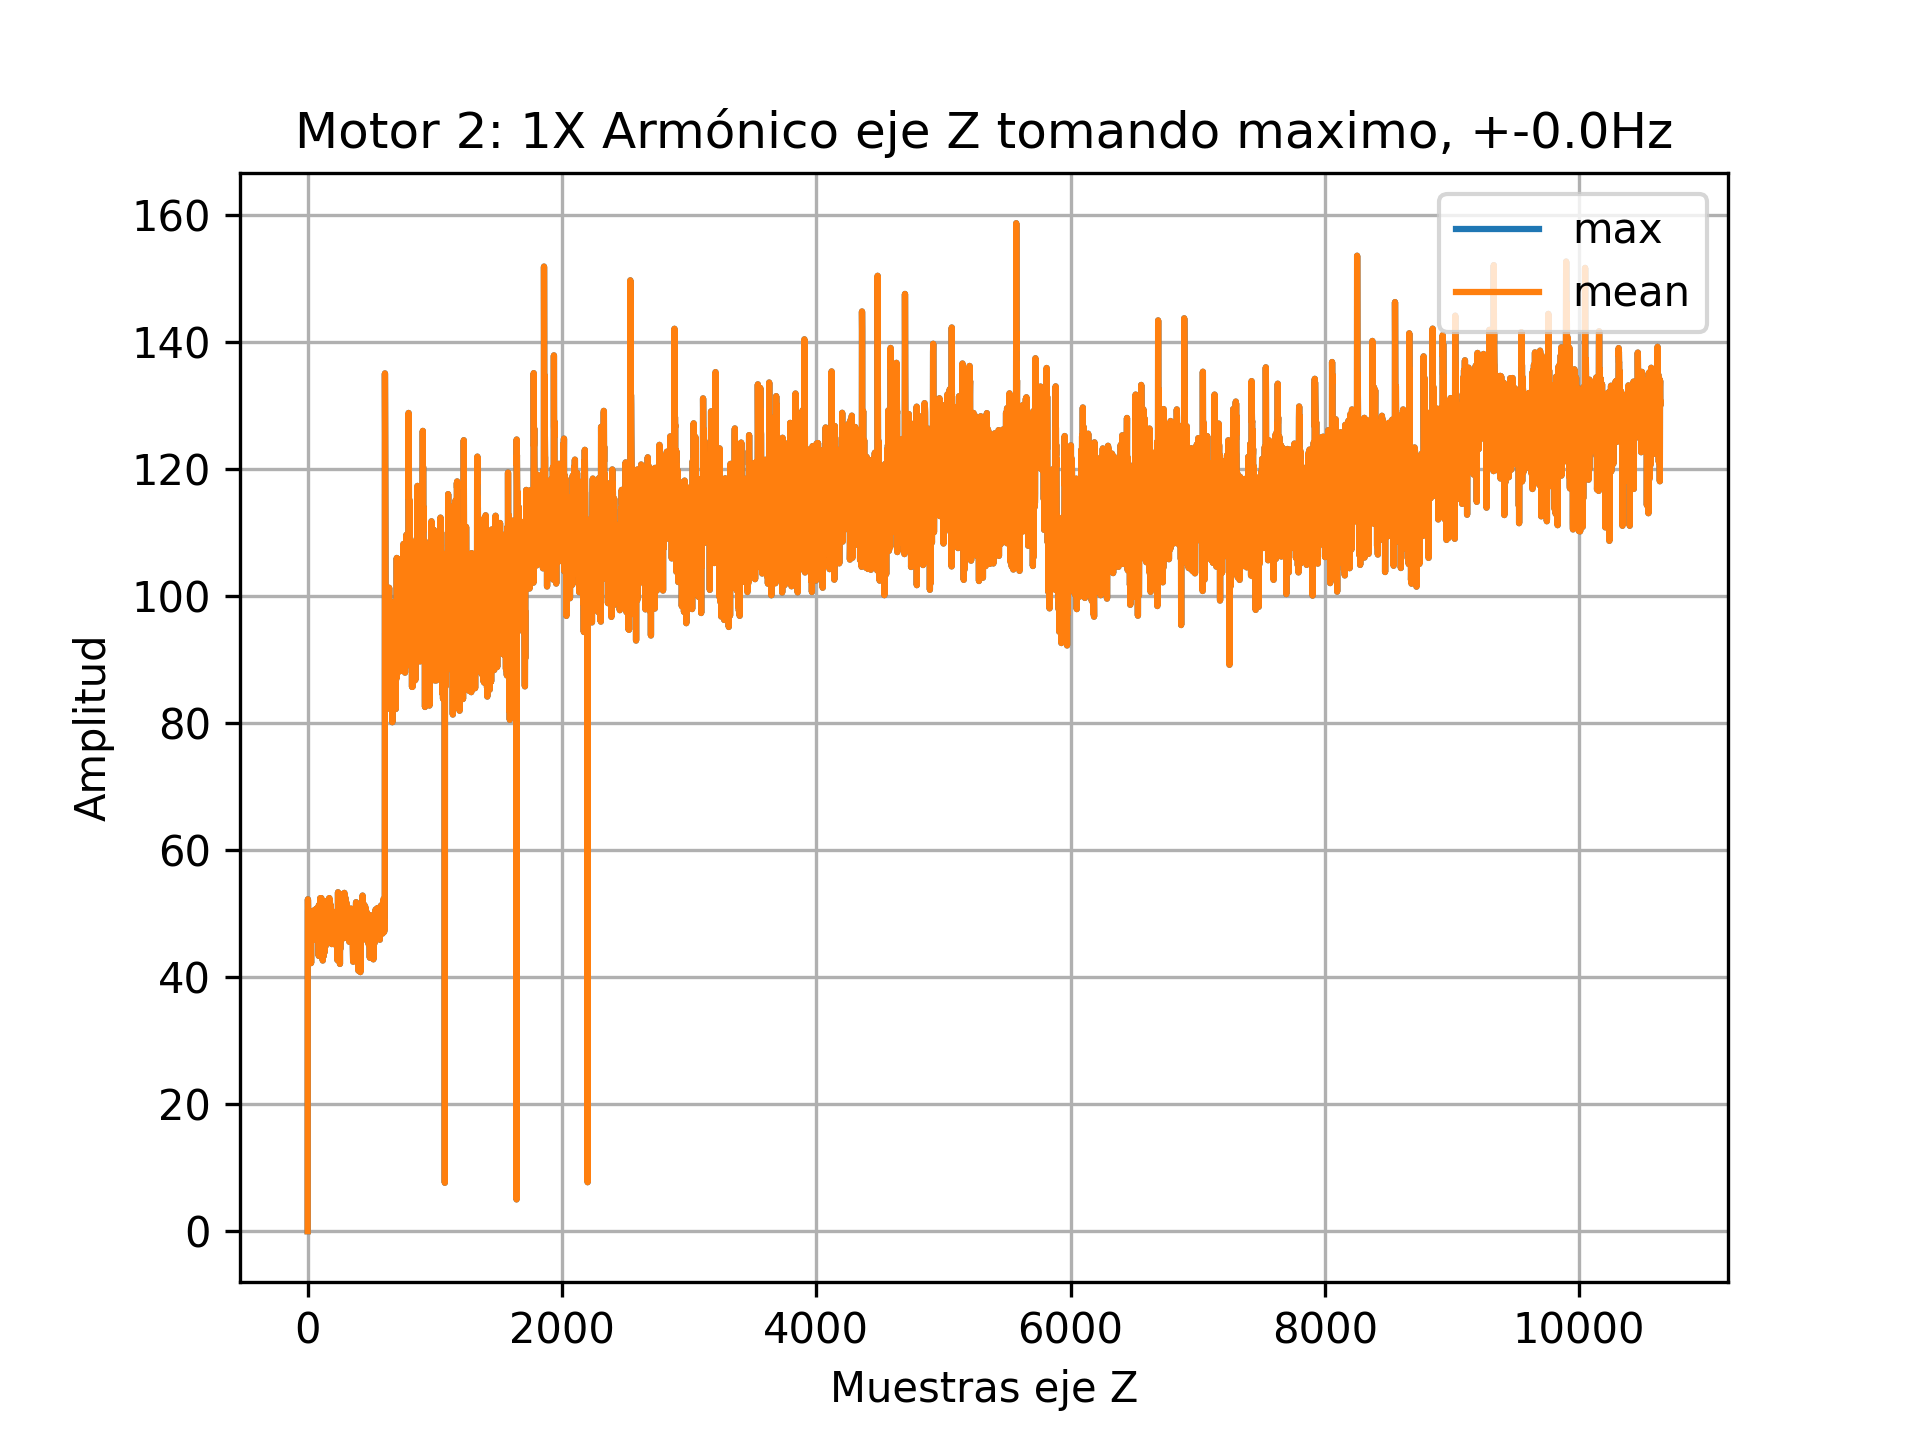 Motor 2: 1X Armónico eje Z tomando maximo, +-0.0Hz
max
mean
160
140
120
100
80
60
40
20
0
Amplitud
0 2000 4000 6000 8000 10000
Muestras eje Z